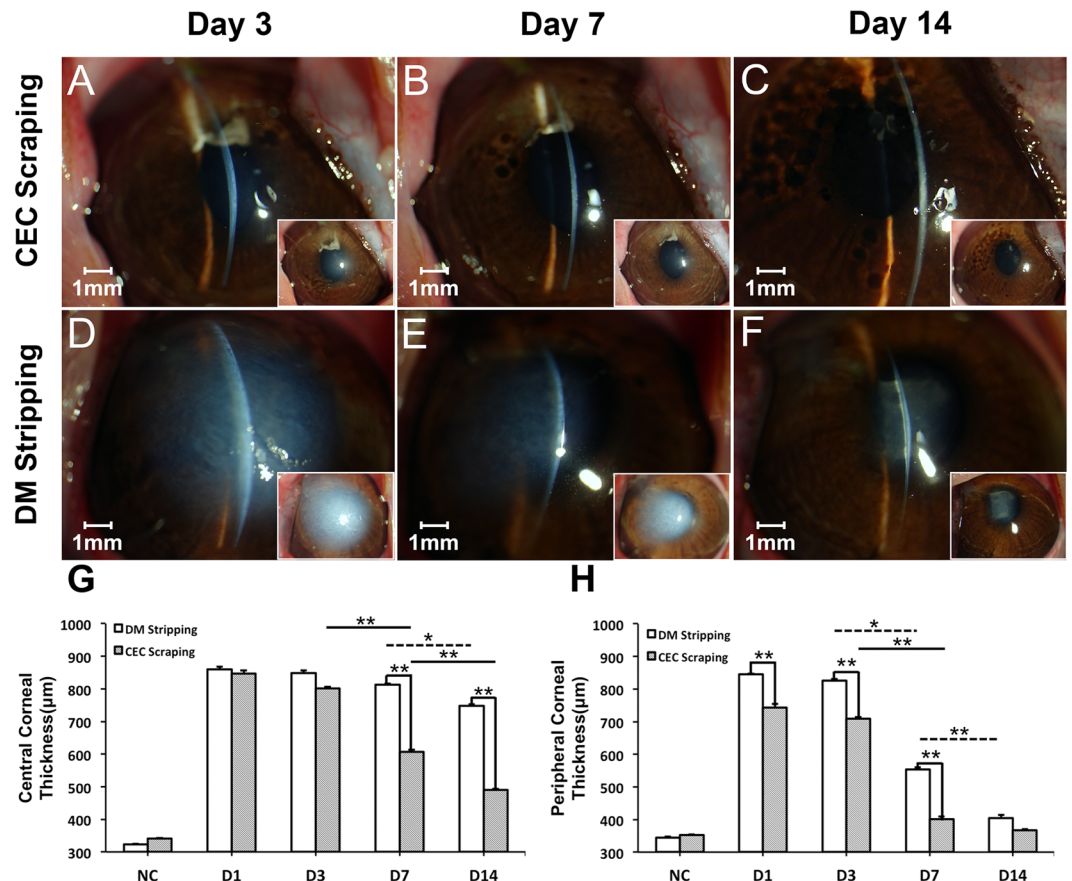 Day 3 Day 7 Day 14
CEC Scraping
A B C
1mm 1mm 1mm
DM Stripping
D E F
1mm 1mm 1mm
G H
Central Corneal
Thickness(μm)
1000
900
800
700
600
500
400
300
DM Stripping
CEC Scraping
** * ** ** **
NC D1 D3 D7 D14
Peripheral Corneal
Thickness(μm)
1000
900
800
700
600
500
400
300
DM Stripping
CEC Scraping
** ** * ** ** **
NC D1 D3 D7 D14